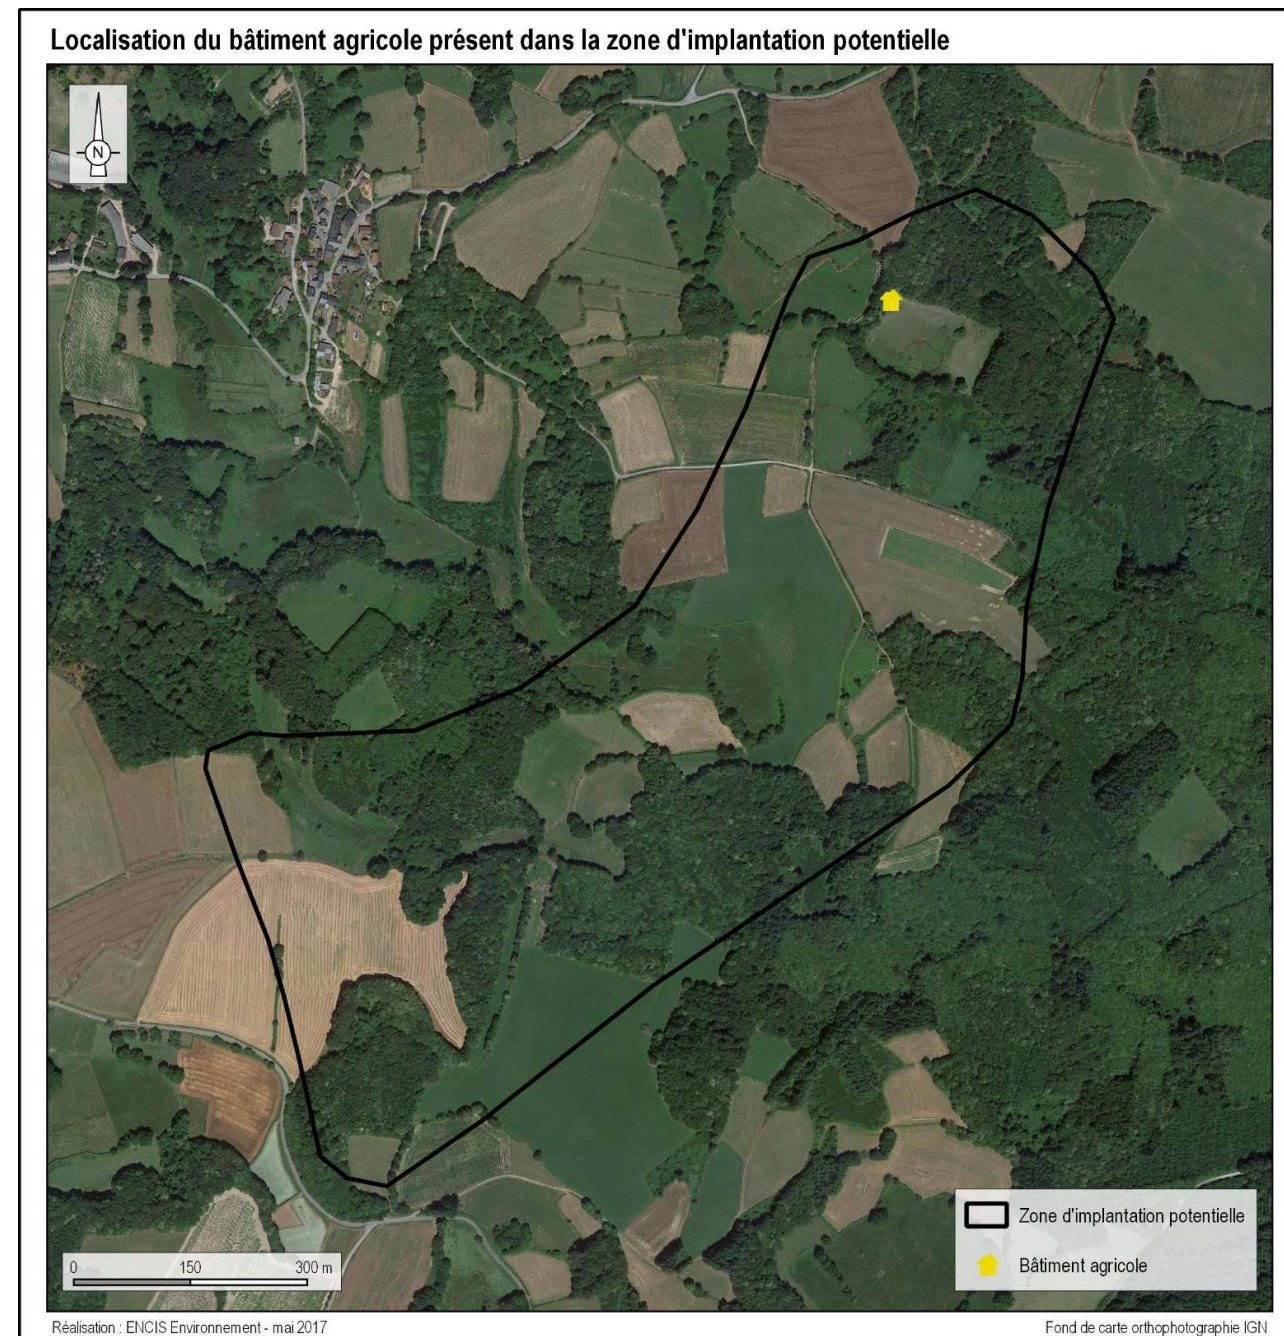 Localisation du bâtiment agricole présent dans la zone d'implantation potentielle
N
Zone d'implantation potentielle
Bâtiment agricole
0 150 300 m
Réalisation : ENCIS Environnement - mai 2017
Fond de carte orthophotographie IGN